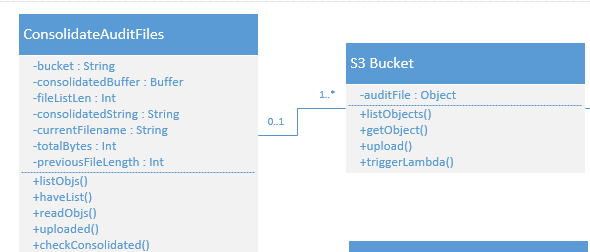 ConsolidateAuditFiles
-bucket : String
-consolidatedBuffer : Buffer
-fileListLen : Int
-consolidatedString : String
-currentFilename : String
-totalBytes : Int
-previousFileLength : Int
+listObjs()
+haveList()
+readObjs()
+uploaded()
+checkConsolidated()
0..1
1..*
S3 Bucket
-auditFile : Object
+listObjects()
+getObject()
+upload()
+triggerLambda()